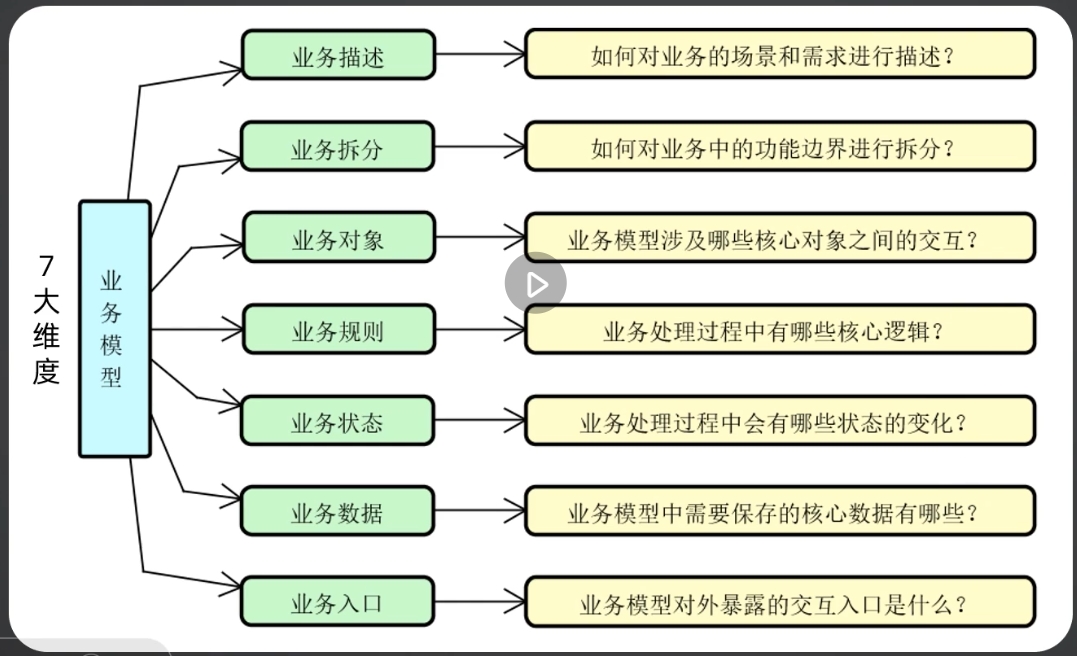 7大维度
业务模型
业务描述
如何对业务的场景和需求进行描述？
业务拆分
如何对业务中的功能边界进行拆分？
业务对象
业务模型涉及哪些核心对象之间的交互？
业务规则
业务处理过程中有哪些核心逻辑？
业务状态
业务处理过程中会有哪些状态的变化？
业务数据
业务模型中需要保存的核心数据有哪些？
业务入口
业务模型对外暴露的交互入口是什么？